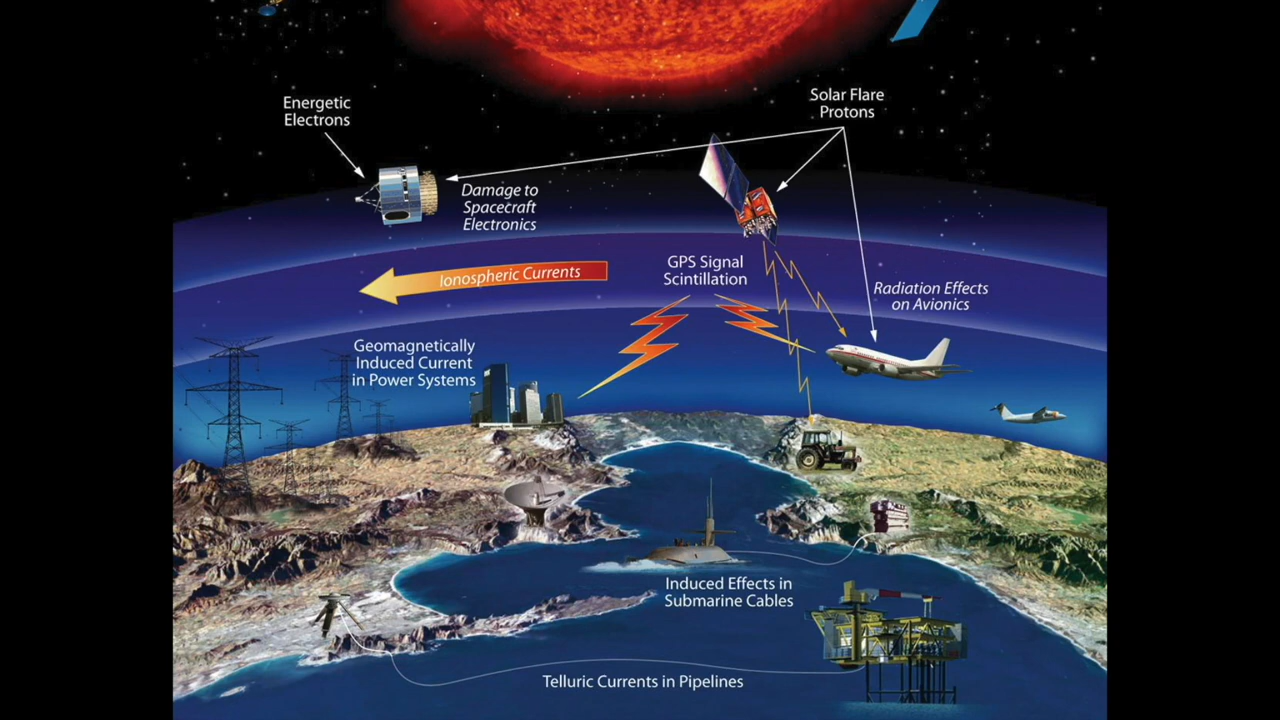 Energetic
Electrons
Solar Flare
Protons
Damage to
Spacecraft
Electronics
GPS Signal
Scintillation
Ionospheric Currents
Radiation Effects
on Avionics
Geomagnetically
Induced Current
in Power Systems
Induced Effects in
Submarine Cables
Telluric Currents in Pipelines